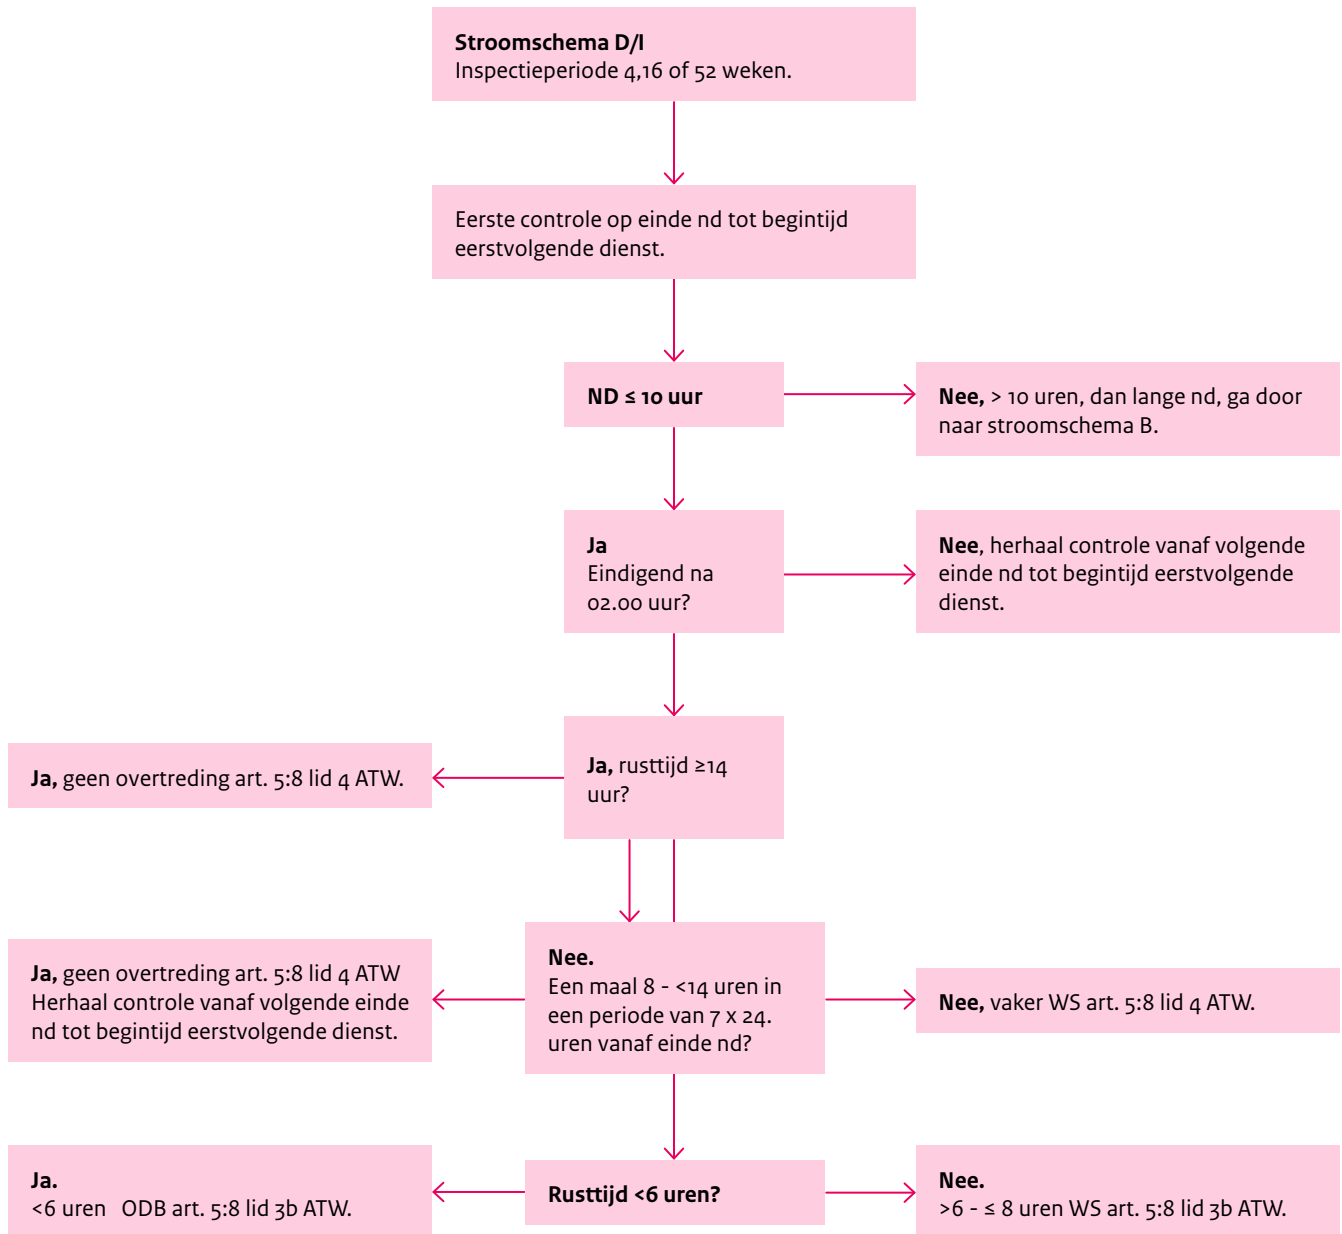 Stroomschema D/I
Inspectieperiode 4,16 of 52 weken.
Eerste controle op einde nd tot begintijd
eerstvolgende dienst.
ND ≤ 10 uur
Nee, > 10 uren, dan lange nd, ga door
naar stroomschema B.
Ja
Eindigend na
02.00 uur?
Nee, herhaal controle vanaf volgende
einde nd tot begintijd eerstvolgende
dienst.
Ja, rusttijd ≥14
uur?
Ja, geen overtreding art. 5:8 lid 4 ATW.
Nee.
Een maal 8 - <14 uren in
een periode van 7 x 24.
uren vanaf einde nd?
Ja, geen overtreding art. 5:8 lid 4 ATW
Herhaal controle vanaf volgende einde
nd tot begintijd eerstvolgende dienst.
Nee, vaker WS art. 5:8 lid 4 ATW.
Rusttijd <6 uren?
Ja.
<6 uren ODB art. 5:8 lid 3b ATW.
Nee.
>6 - ≤ 8 uren WS art. 5:8 lid 3b ATW.